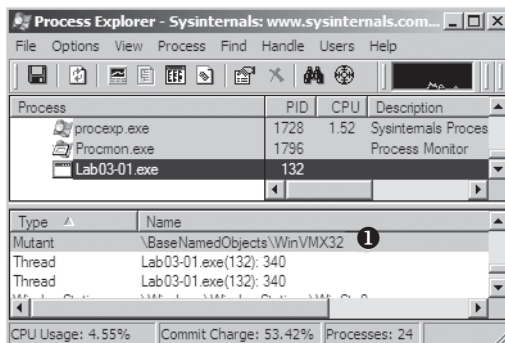 Process Explorer - Sysinternals: www.sysinternals.com...
File Options View Process Find Handle Users Help
Process PID CPU Description
procexp.exe 1728 1.52 Sysinternals Proces
Procmon.exe 1796 Process Monitor
Lab03-01.exe 132
Type Name
Mutant \BaseNamedObjects\WinVMX32 ❶
Thread Lab03-01.exe(132): 340
Thread Lab03-01.exe(132): 340
CPU Usage: 4.55% Commit Charge: 53.42% Processes: 24